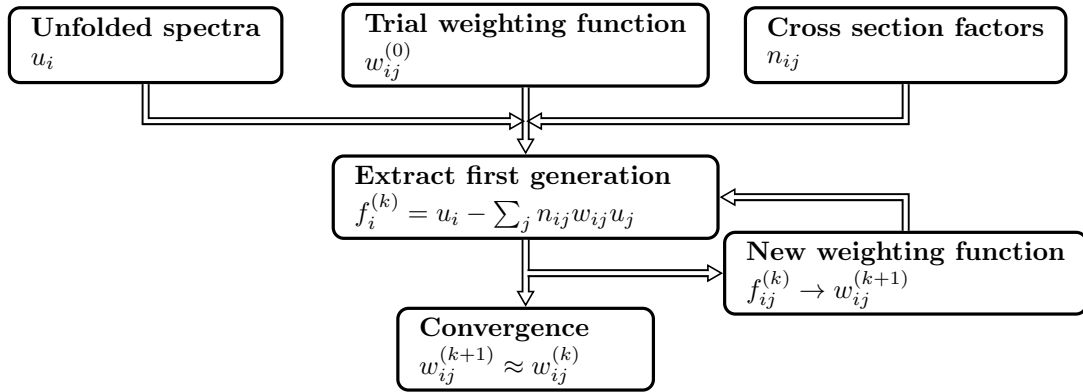 Unfolded spectra
u_i
Trial weighting function
w_{ij}^{(0)}
Cross section factors
n_{ij}
Extract first generation
f_i^{(k)} = u_i − ∑_j n_{ij} w_{ij} u_j
New weighting function
f_{ij}^{(k)} → w_{ij}^{(k+1)}
Convergence
w_{ij}^{(k+1)} ≈ w_{ij}^{(k)}